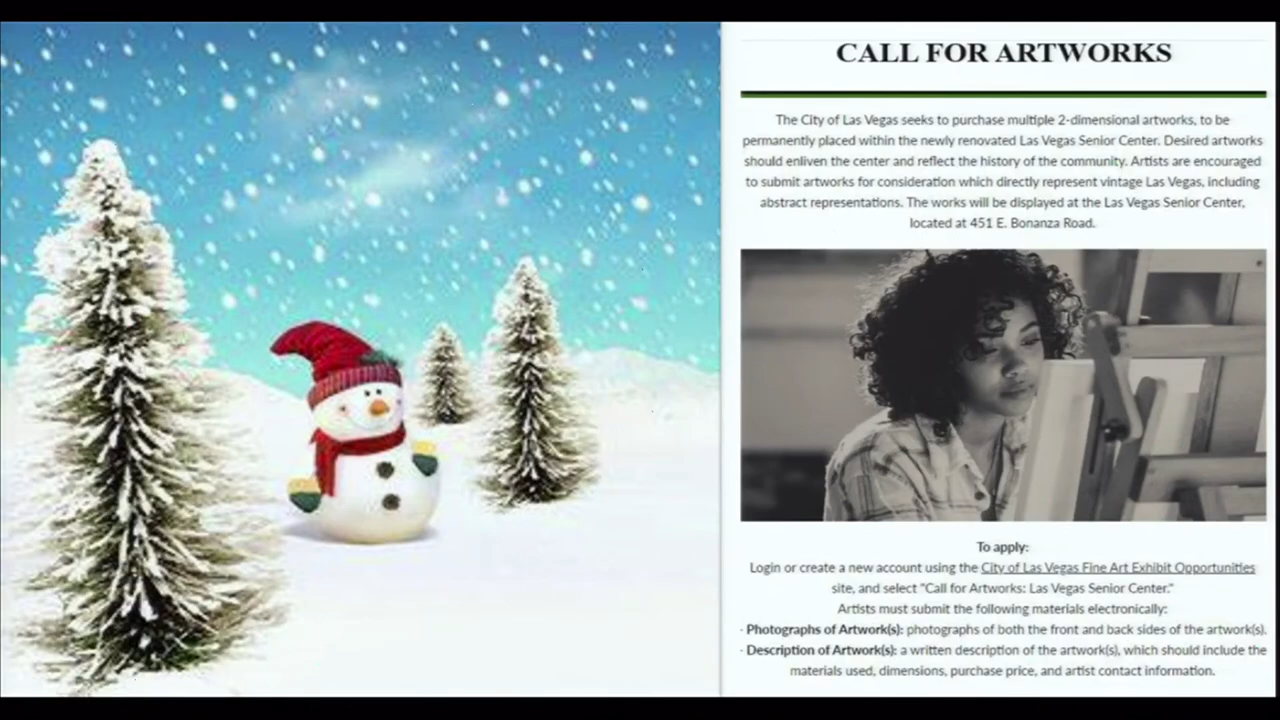 CALL FOR ARTWORKS
The City of Las Vegas seeks to purchase multiple 2-dimensional artworks, to be
permanently placed within the newly renovated Las Vegas Senior Center. Desired artworks
should enliven the center and reflect the history of the community. Artists are encouraged
to submit artworks for consideration which directly represent vintage Las Vegas, including
abstract representations. The works will be displayed at the Las Vegas Senior Center,
located at 451 E. Bonanza Road.
To apply:
Login or create a new account using the City of Las Vegas Fine Art Exhibit Opportunities
site, and select "Call for Artworks: Las Vegas Senior Center."
Artists must submit the following materials electronically:
· Photographs of Artwork(s): photographs of both the front and back sides of the artwork(s).
· Description of Artwork(s): a written description of the artwork(s), which should include the
materials used, dimensions, purchase price, and artist contact information.